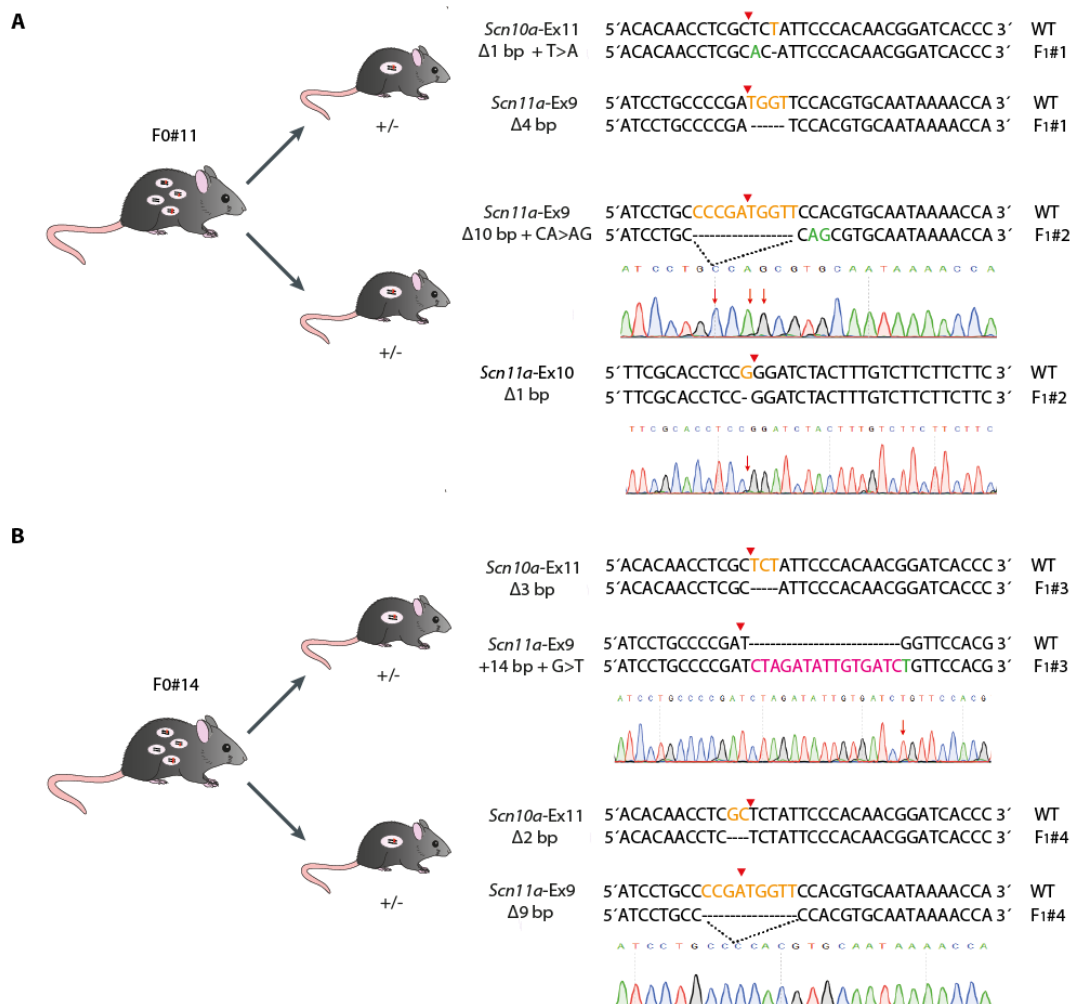 A
F0#11
+/-
+/-
Scn10a-Ex11 5´ACACAACCTCGCTCTATTCCCACAACGGATCACCC 3´ WT
Δ1 bp + T>A 5´ACACAACCTCGCAC-ATTCCCACAACGGATCACCC 3´ F1#1
Scn11a-Ex9 5´ATCCTGCCCCGATGGTTCCACGTGCAATAAAACCA 3´ WT
Δ4 bp 5´ATCCTGCCCCGA ------ TCCACGTGCAATAAAACCA 3´ F1#1
Scn11a-Ex9 5´ATCCTGCCCCGATGGTTCCACGTGCAATAAAACCA 3´ WT
Δ10 bp + CA>AG 5´ATCCTGC------------------CAGCGTGCAATAAAACCA 3´ F1#2
ATCCTGCCAGCGTGCAATAAAACCA
Scn11a-Ex10 5´TTCGCACCTCCGGGATCTACTTTGTCTTCTTCTTC 3´ WT
Δ1 bp 5´TTCGCACCTCC-GGATCTACTTTGTCTTCTTCTTC 3´ F1#2
TTCGCACCTCCGGATCTACTTTGTCTTCTTCTTC
B
F0#14
+/-
+/-
Scn10a-Ex11 5´ACACAACCTCGCTCTATTCCCACAACGGATCACCC 3´ WT
Δ3 bp 5´ACACAACCTCGC-----ATTCCCACAACGGATCACCC 3´ F1#3
Scn11a-Ex9 5´ATCCTGCCCCGAT---------------------------GGTTCCACG 3´ WT
+14 bp + G>T 5´ATCCTGCCCCGATCTAGATATTGTGATCTGTTCCACG 3´ F1#3
ATCCTGCCCCGATCTAGATATTGTGATCTGTTCCACG
Scn10a-Ex11 5´ACACAACCTCGCTCTATTCCCACAACGGATCACCC 3´ WT
Δ2 bp 5´ACACAACCTC----TCTATTCCCACAACGGATCACCC 3´ F1#4
Scn11a-Ex9 5´ATCCTGCCCCGATGGTTCCACGTGCAATAAAACCA 3´ WT
Δ9 bp 5´ATCCTGCC-----------------CCACGTGCAATAAAACCA 3´ F1#4
ATCCTGCCCCACGTGCAATAAAACCA